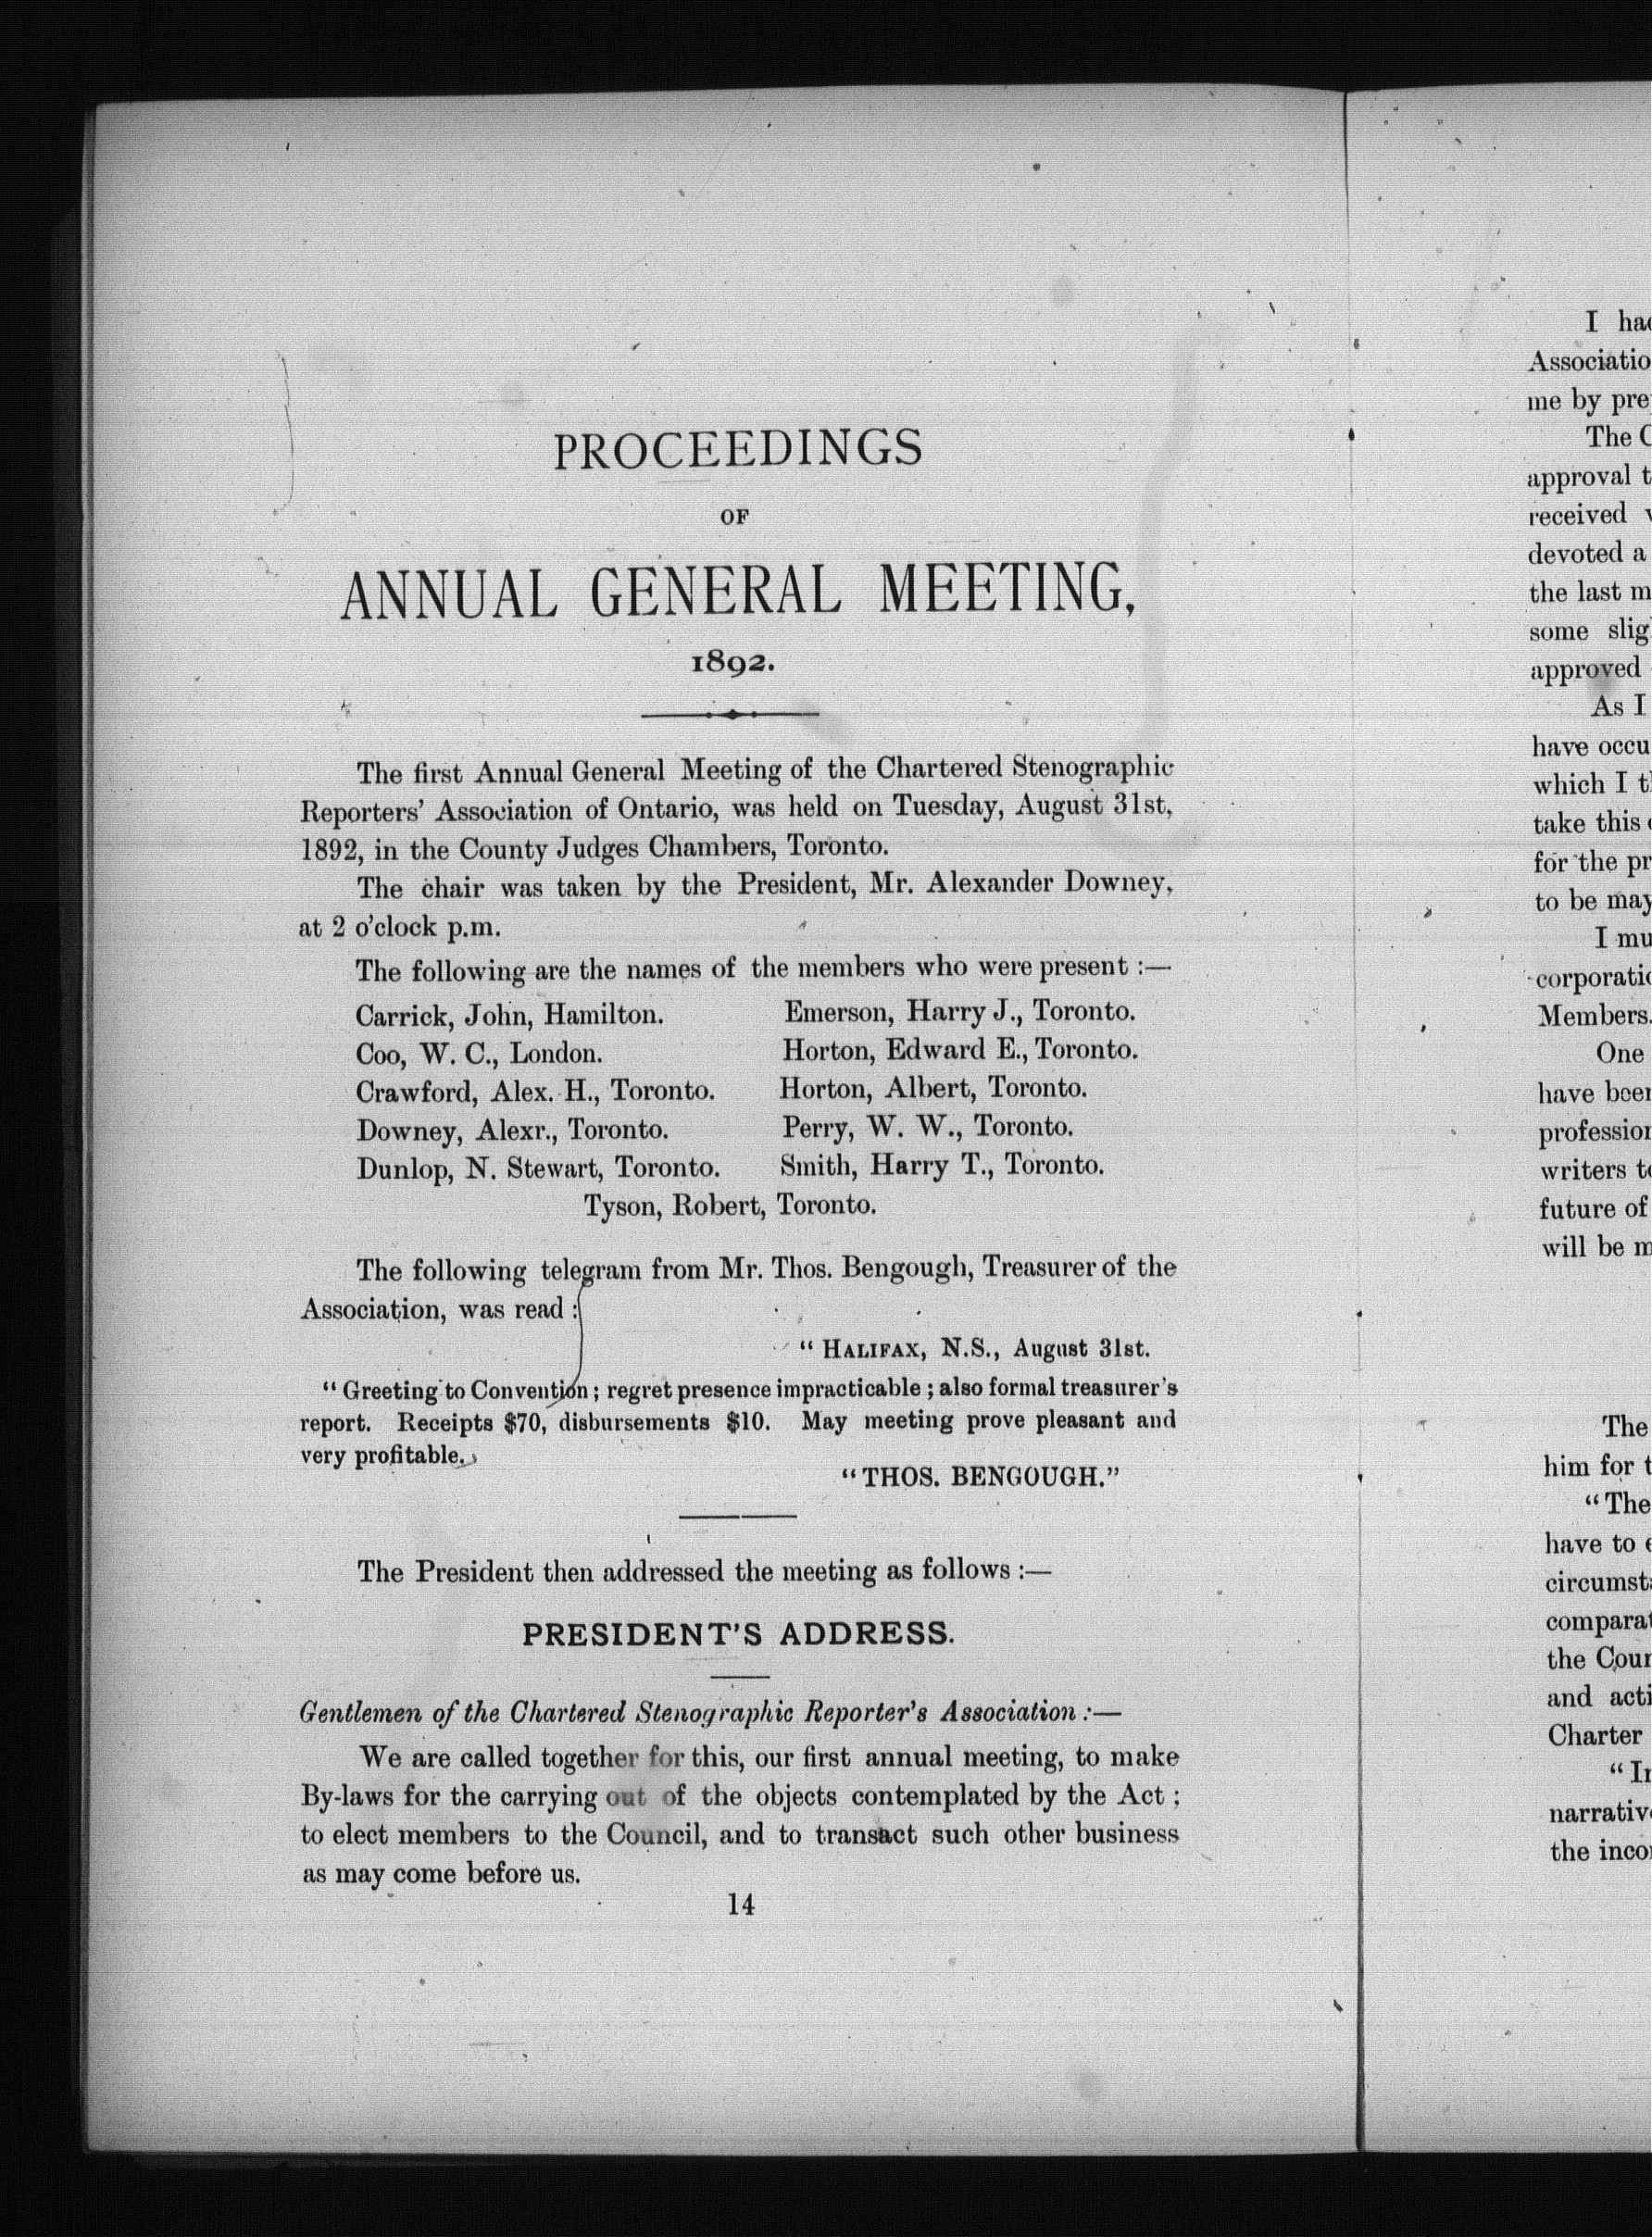 PROCEEDINGS
OF
ANNUAL GENERAL MEETING,
1892.
The first Annual General Meeting of the Chartered Stenographic
Reporters' Association of Ontario, was held on Tuesday, August 31st,
1892, in the County Judges Chambers, Toronto.
The chair was taken by the President, Mr. Alexander Downey,
at 2 o'clock p.m.
The following are the names of the members who were present :—
Carrick, John, Hamilton. Emerson, Harry J., Toronto.
Coo, W. C., London. Horton, Edward E., Toronto.
Crawford, Alex. H., Toronto. Horton, Albert, Toronto.
Downey, Alexr., Toronto. Perry, W. W., Toronto.
Dunlop, N. Stewart, Toronto. Smith, Harry T., Toronto.
Tyson, Robert, Toronto.
The following telegram from Mr. Thos. Bengough, Treasurer of the
Association, was read :
" HALIFAX, N.S., August 31st.
" Greeting to Convention ; regret presence impracticable ; also formal treasurer's
report. Receipts $70, disbursements $10. May meeting prove pleasant and
very profitable.
" THOS. BENGOUGH."
The President then addressed the meeting as follows :—
PRESIDENT'S ADDRESS.
Gentlemen of the Chartered Stenographic Reporter's Association :—
We are called together for this, our first annual meeting, to make
By-laws for the carrying out of the objects contemplated by the Act ;
to elect members to the Council, and to transact such other business
as may come before us.
14
I
me by
The
approval
received
devoted a
the last
some
approved
As I
have
which I
take this
for the
to be may
I
Members.
One
have
writers
future of
will be
The
him for
" The
have to
the
and
Charter
"
the